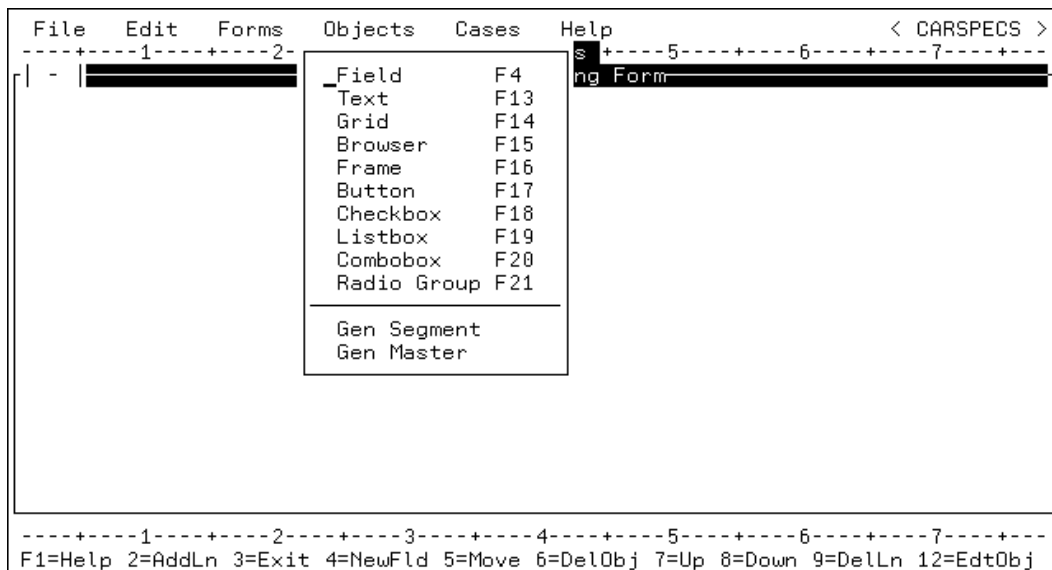 File Edit Forms Objects Cases Help < CARSPECS >
----+----1----+----2- s +----5----+----6----+----7----+---
| - | ng Form
Field F4
Text F13
Grid F14
Browser F15
Frame F16
Button F17
Checkbox F18
Listbox F19
Combobox F20
Radio Group F21
Gen Segment
Gen Master
----+----1----+----2----+----3----+----4----+----5----+----6----+----7----+---
F1=Help 2=AddLn 3=Exit 4=NewFld 5=Move 6=DelObj 7=Up 8=Down 9=DelLn 12=EdtObj